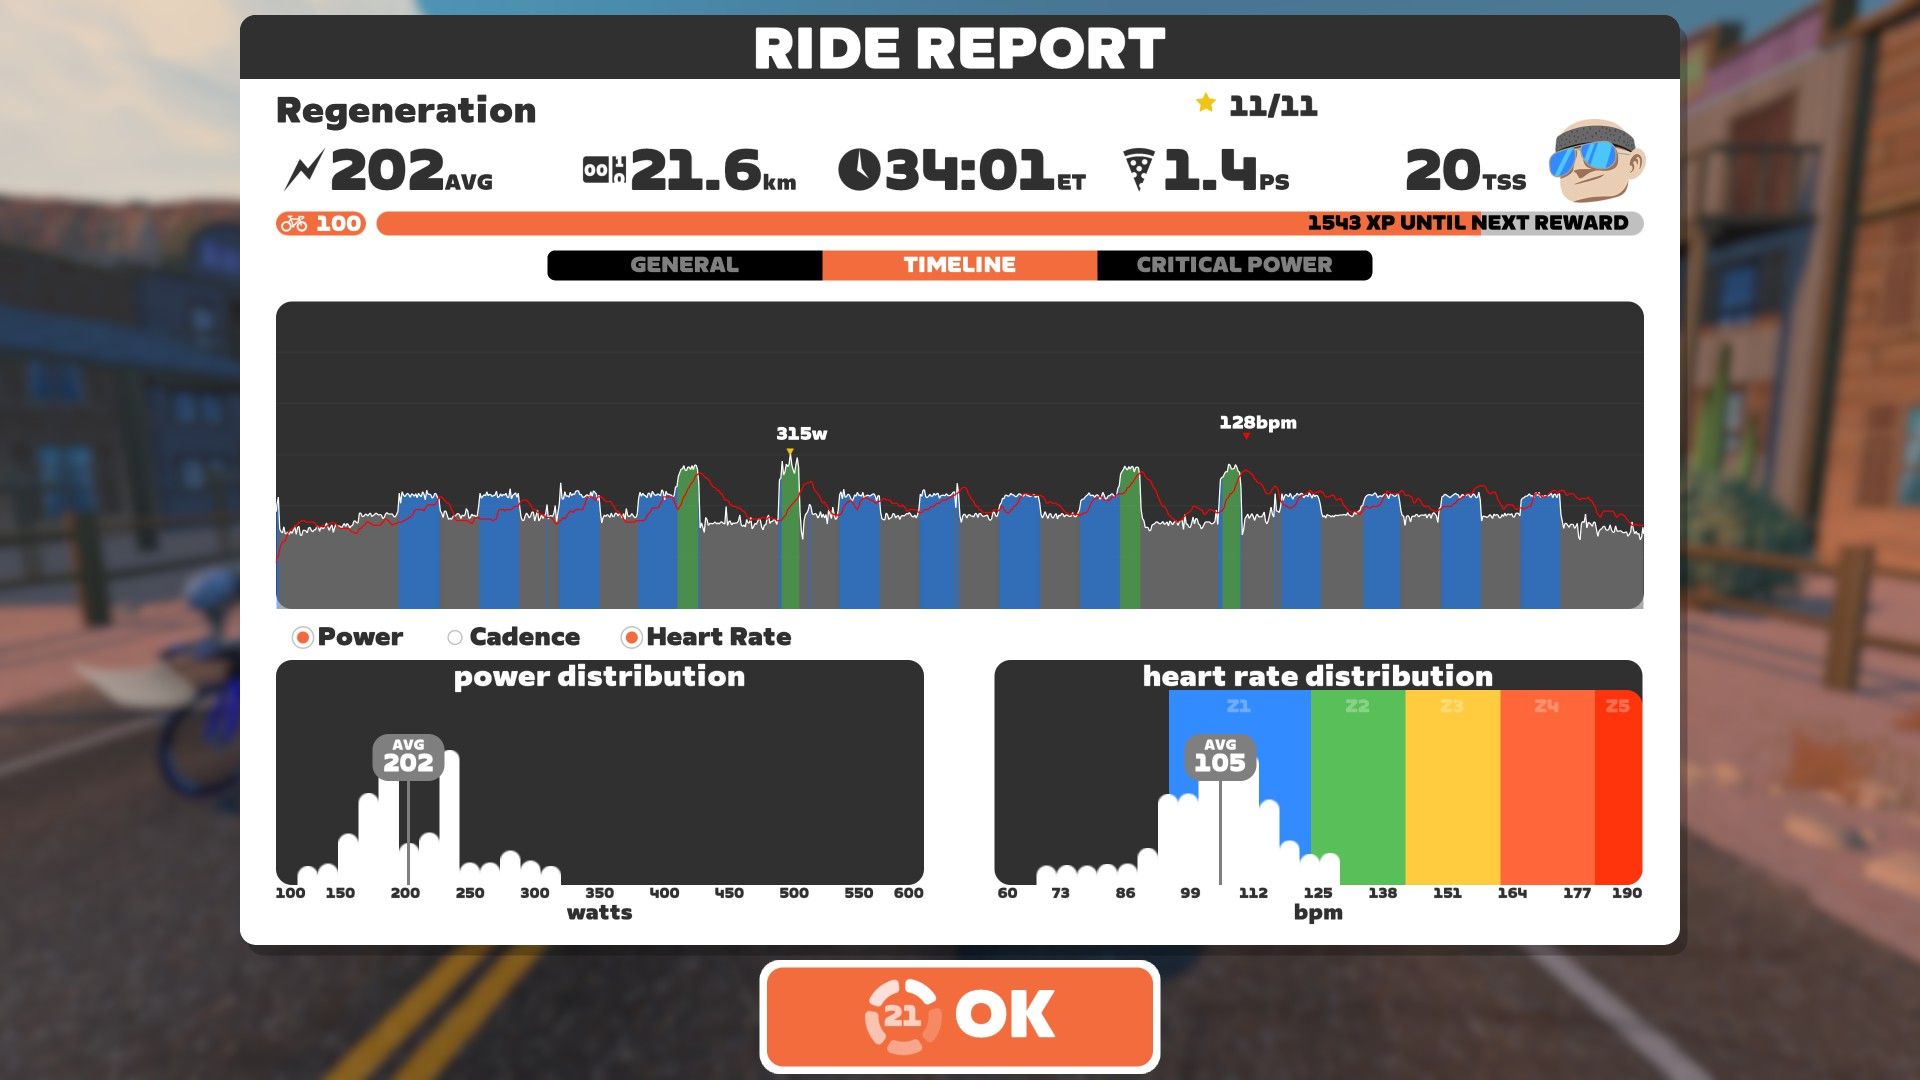 RIDE REPORT
Regeneration
11/11
202AVG
21.6km
34:01ET
1.4PS
20TSS
100
1543 XP UNTIL NEXT REWARD
GENERAL
TIMELINE
CRITICAL POWER
315w
128bpm
Power
Cadence
Heart Rate
power distribution
AVG
202
100 150 200 250 300 350 400 450 500 550 600
watts
heart rate distribution
Z1 Z2 Z3 Z4 Z5
AVG
105
60 73 86 99 112 125 138 151 164 177 190
bpm
21 OK